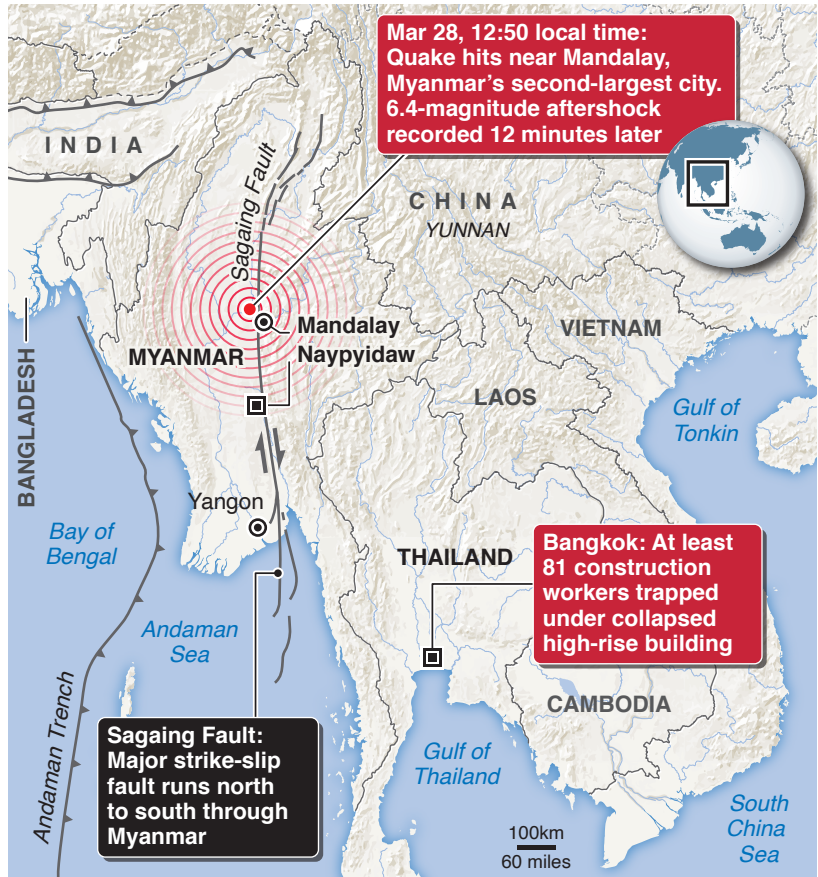 Mar 28, 12:50 local time:
Quake hits near Mandalay,
Myanmar's second-largest city.
6.4-magnitude aftershock
recorded 12 minutes later
INDIA
Sagaing Fault
CHINA
YUNNAN
Mandalay
Naypyidaw
MYANMAR
VIETNAM
LAOS
BANGLADESH
Gulf of
Tonkin
Yangon
Bay of
Bengal
THAILAND
Bangkok: At least
81 construction
workers trapped
under collapsed
high-rise building
Andaman
Sea
Andaman Trench
CAMBODIA
Sagaing Fault:
Major strike-slip
fault runs north
to south through
Myanmar
Gulf of
Thailand
100km
60 miles
South
China
Sea